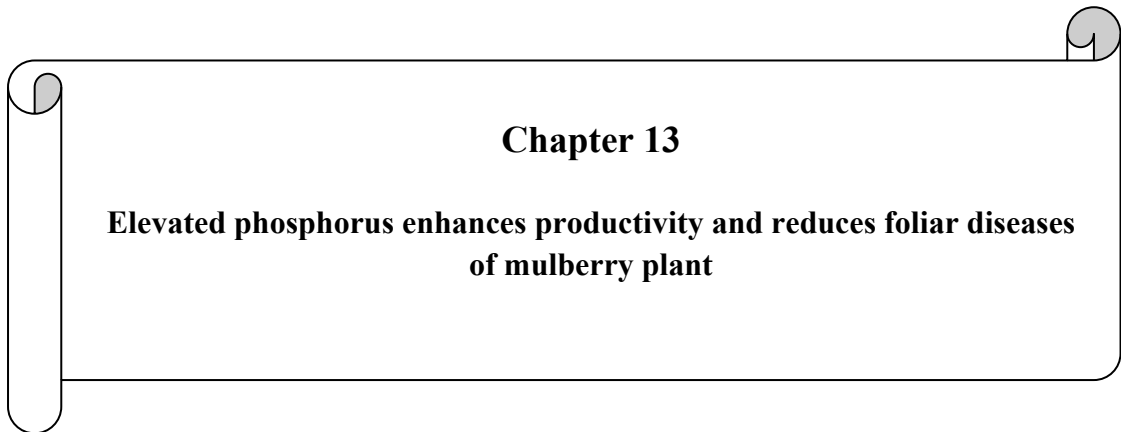 Chapter 13
Elevated phosphorus enhances productivity and reduces foliar diseases
of mulberry plant